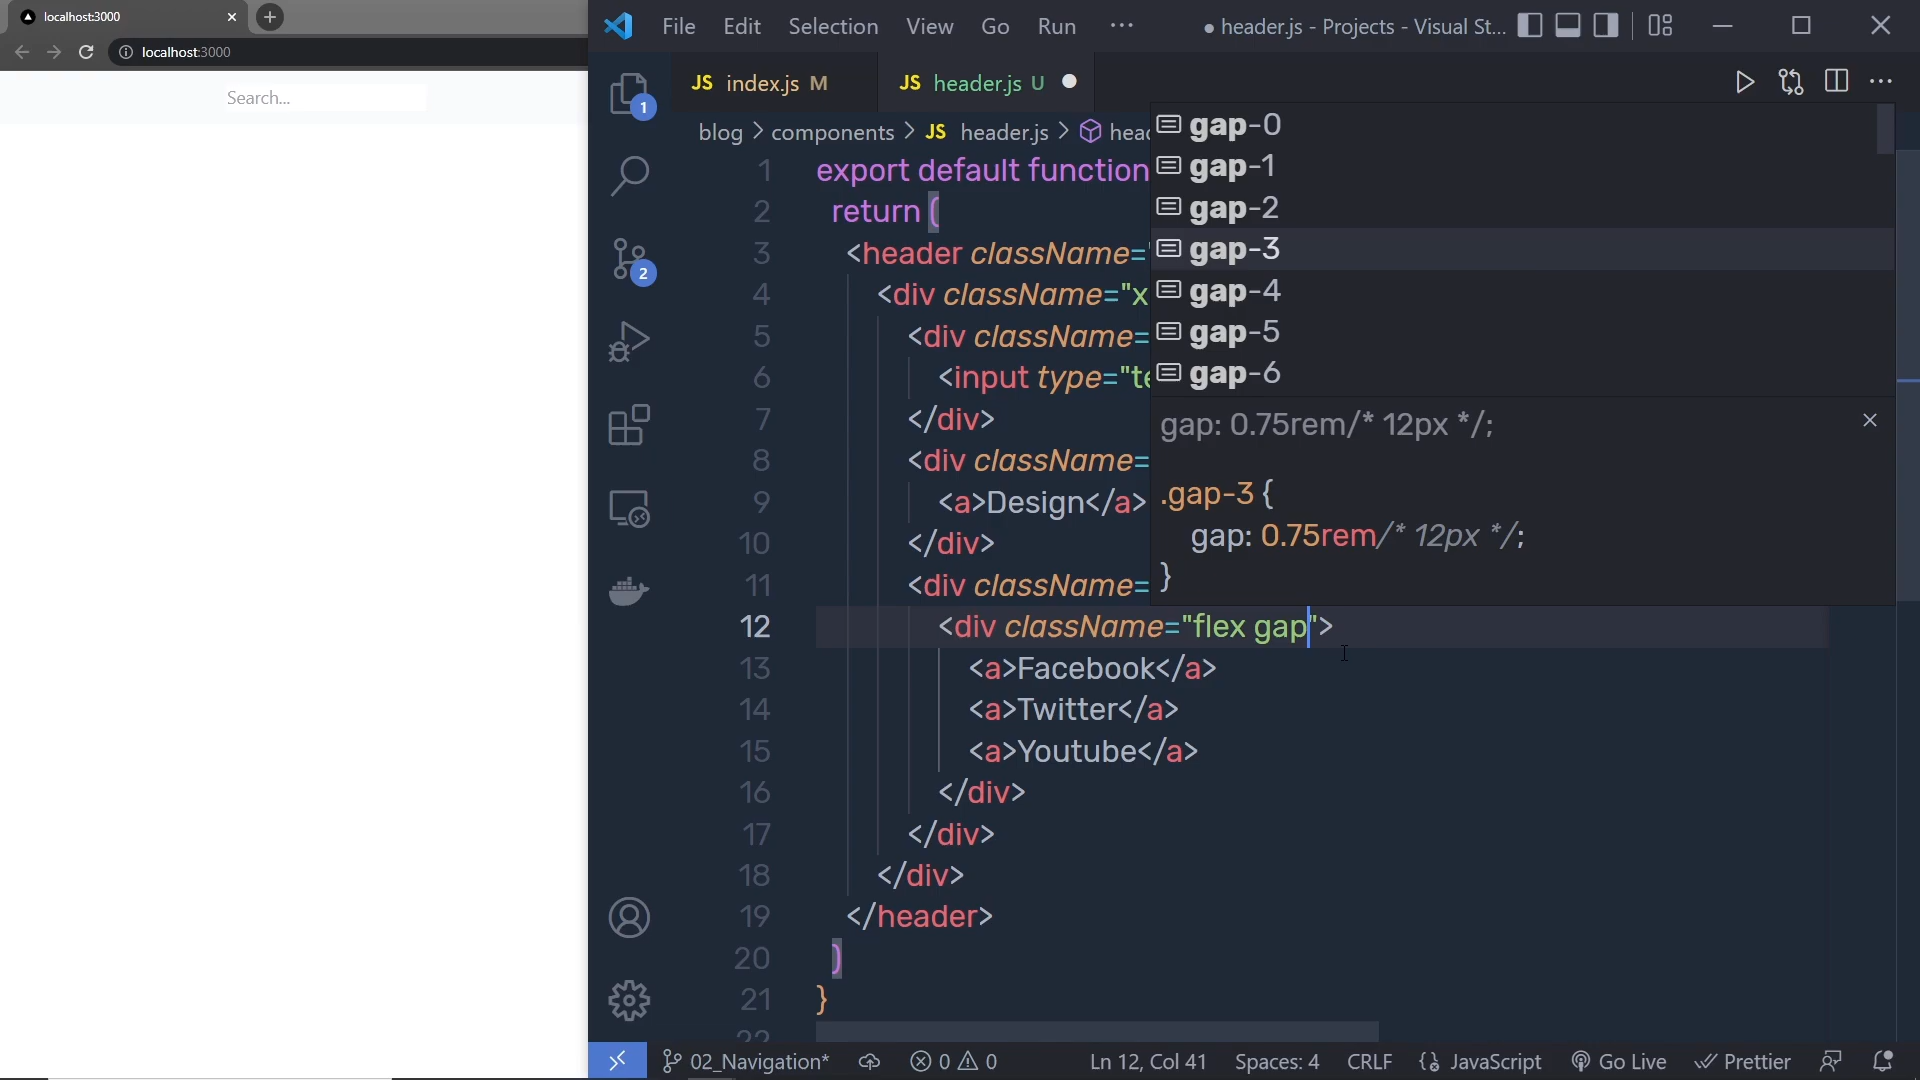 localhost:3000
localhost:3000
Search...
File Edit Selection View Go Run ···
● header.js - Projects - Visual St...
JS index.js M
JS header.js U ●
blog > components > JS header.js > head
1 export default function
2 return (
3 <header className="
4 <div className="x
5 <div className=
6 <input type="te
7 </div>
8 <div className=
9 <a>Design</a>
10 </div>
11 <div className=
12 <div className="flex gap">
13 <a>Facebook</a>
14 <a>Twitter</a>
15 <a>Youtube</a>
16 </div>
17 </div>
18 </div>
19 </header>
20 )
21 }
22
gap-0
gap-1
gap-2
gap-3
gap-4
gap-5
gap-6
gap: 0.75rem/* 12px */;
.gap-3 {
gap: 0.75rem/* 12px */;
}
1
2
02_Navigation* 0 0 Ln 12, Col 41 Spaces: 4 CRLF {} JavaScript Go Live Prettier